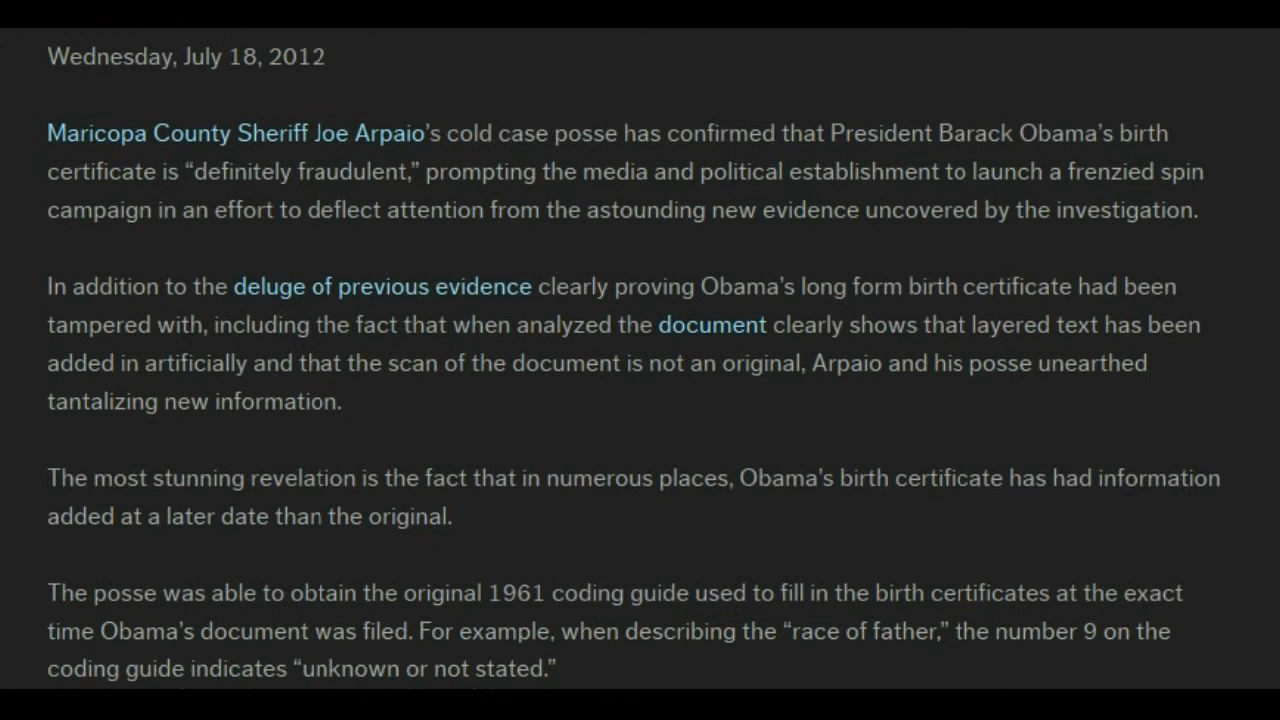 Wednesday, July 18, 2012
Maricopa County Sheriff Joe Arpaio's cold case posse has confirmed that President Barack Obama's birth
certificate is “definitely fraudulent,” prompting the media and political establishment to launch a frenzied spin
campaign in an effort to deflect attention from the astounding new evidence uncovered by the investigation.
In addition to the deluge of previous evidence clearly proving Obama's long form birth certificate had been
tampered with, including the fact that when analyzed the document clearly shows that layered text has been
added in artificially and that the scan of the document is not an original, Arpaio and his posse unearthed
tantalizing new information.
The most stunning revelation is the fact that in numerous places, Obama's birth certificate has had information
added at a later date than the original.
The posse was able to obtain the original 1961 coding guide used to fill in the birth certificates at the exact
time Obama's document was filed. For example, when describing the “race of father,” the number 9 on the
coding guide indicates “unknown or not stated.”